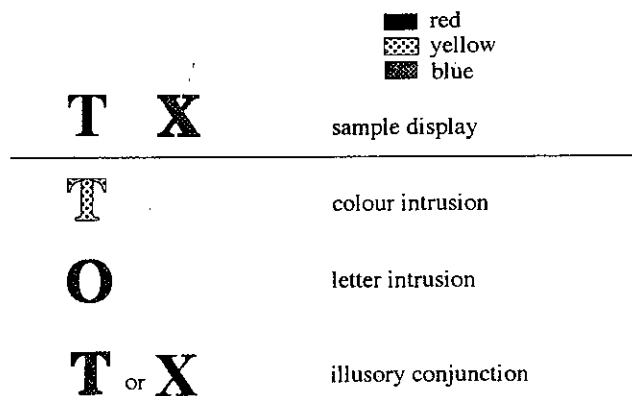 red
yellow
blue
T X sample display
T colour intrusion
O letter intrusion
T or X illusory conjunction